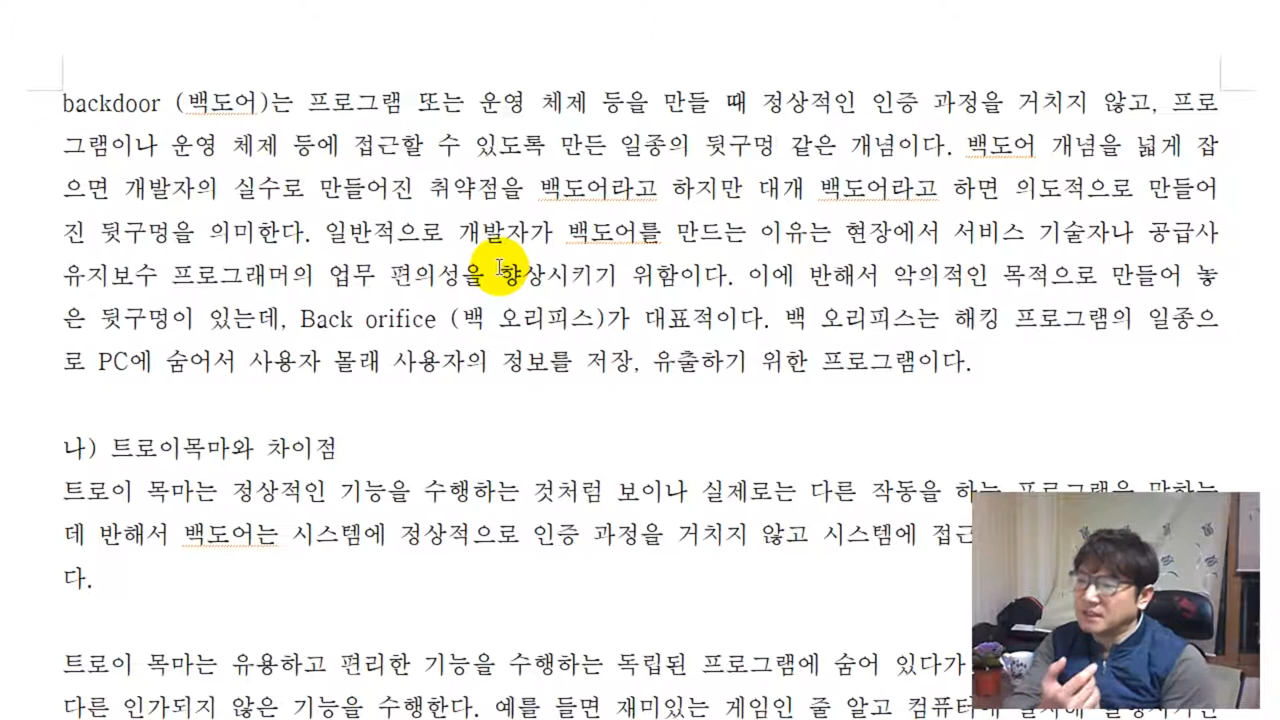 backdoor (백도어)는 프로그램 또는 운영 체제 등을 만들 때 정상적인 인증 과정을 거치지 않고, 프로
그램이나 운영 체제 등에 접근할 수 있도록 만든 일종의 뒷구멍 같은 개념이다. 백도어 개념을 넓게 잡
으면 개발자의 실수로 만들어진 취약점을 백도어라고 하지만 대개 백도어라고 하면 의도적으로 만들어
진 뒷구멍을 의미한다. 일반적으로 개발자가 백도어를 만드는 이유는 현장에서 서비스 기술자나 공급사
유지보수 프로그래머의 업무 편의성을 향상시키기 위함이다. 이에 반해서 악의적인 목적으로 만들어 놓
은 뒷구멍이 있는데, Back orifice (백 오리피스)가 대표적이다. 백 오리피스는 해킹 프로그램의 일종으
로 PC에 숨어서 사용자 몰래 사용자의 정보를 저장, 유출하기 위한 프로그램이다.
나) 트로이목마와 차이점
트로이 목마는 정상적인 기능을 수행하는 것처럼 보이나 실제로는 다른 작동을 하는 프로그램을 말하는
데 반해서 백도어는 시스템에 정상적으로 인증 과정을 거치지 않고 시스템에 접근
다.
트로이 목마는 유용하고 편리한 기능을 수행하는 독립된 프로그램에 숨어 있다가
다른 인가되지 않은 기능을 수행한다. 예를 들면 재미있는 게임인 줄 알고 컴퓨터에